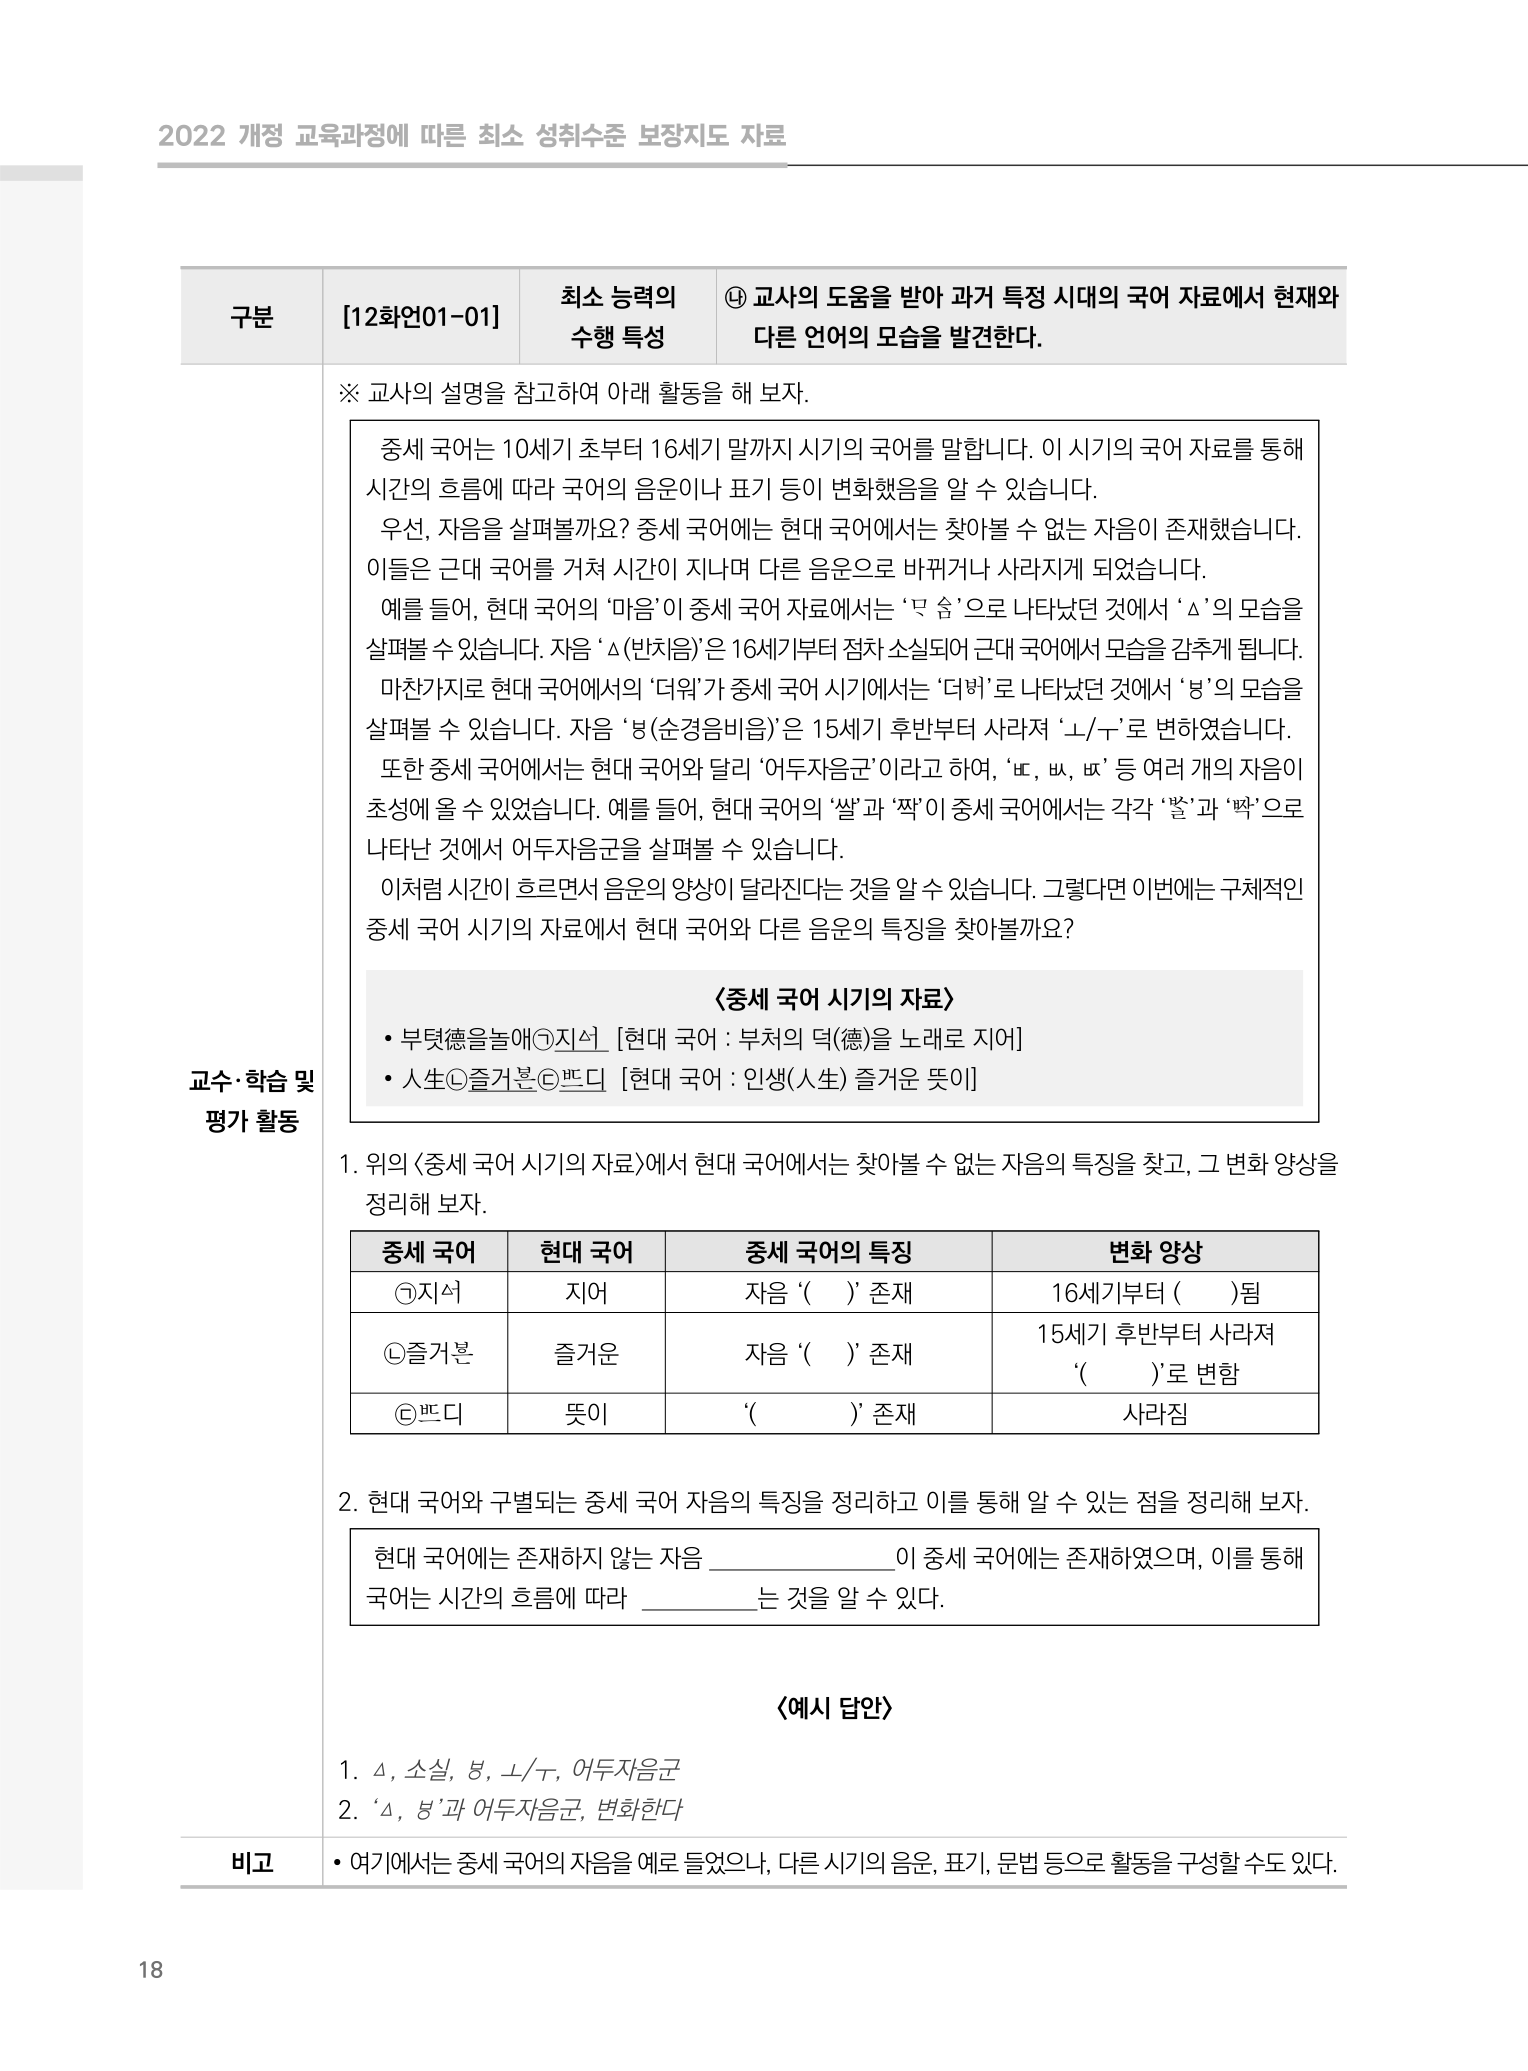 2022 개정 교육과정에 따른 최소 성취수준 보장지도 자료
구분
[12화언01-01]
최소 능력의
수행 특성
㉯ 교사의 도움을 받아 과거 특정 시대의 국어 자료에서 현재와
다른 언어의 모습을 발견한다.
교수·학습 및
평가 활동
※ 교사의 설명을 참고하여 아래 활동을 해 보자.
중세 국어는 10세기 초부터 16세기 말까지 시기의 국어를 말합니다. 이 시기의 국어 자료를 통해
시간의 흐름에 따라 국어의 음운이나 표기 등이 변화했음을 알 수 있습니다.
우선, 자음을 살펴볼까요? 중세 국어에는 현대 국어에서는 찾아볼 수 없는 자음이 존재했습니다.
이들은 근대 국어를 거쳐 시간이 지나며 다른 음운으로 바뀌거나 사라지게 되었습니다.
예를 들어, 현대 국어의 ‘마음’이 중세 국어 자료에서는 ‘ᄆᆞᅀᆞᆷ’으로 나타났던 것에서 ‘ㅿ’의 모습을
살펴볼 수 있습니다. 자음 ‘ㅿ(반치음)’은 16세기부터 점차 소실되어 근대 국어에서 모습을 감추게 됩니다.
마찬가지로 현대 국어에서의 ‘더워’가 중세 국어 시기에서는 ‘더ᄫᅥ’로 나타났던 것에서 ‘ㅸ’의 모습을
살펴볼 수 있습니다. 자음 ‘ㅸ(순경음비읍)’은 15세기 후반부터 사라져 ‘ㅗ/ㅜ’로 변하였습니다.
또한 중세 국어에서는 현대 국어와 달리 ‘어두자음군’이라고 하여, ‘ㅳ, ㅄ, ㅶ’ 등 여러 개의 자음이
초성에 올 수 있었습니다. 예를 들어, 현대 국어의 ‘쌀’과 ‘짝’이 중세 국어에서는 각각 ‘ᄡᆞᆯ’과 ‘ᄧᅡᆨ’으로
나타난 것에서 어두자음군을 살펴볼 수 있습니다.
이처럼 시간이 흐르면서 음운의 양상이 달라진다는 것을 알 수 있습니다. 그렇다면 이번에는 구체적인
중세 국어 시기의 자료에서 현대 국어와 다른 음운의 특징을 찾아볼까요?
〈중세 국어 시기의 자료〉
• 부텻德을놀애㉠지ᅀᅥ [현대 국어 : 부처의 덕(德)을 노래로 지어]
• 人生㉡즐거ᄫᅳᆫ㉢ᄠᅳ디 [현대 국어 : 인생(人生) 즐거운 뜻이]
1. 위의 〈중세 국어 시기의 자료〉에서 현대 국어에서는 찾아볼 수 없는 자음의 특징을 찾고, 그 변화 양상을
정리해 보자.
중세 국어 현대 국어 중세 국어의 특징 변화 양상
㉠지ᅀᅥ 지어 자음 ‘( )’ 존재 16세기부터 ( )됨
㉡즐거ᄫᅳᆫ 즐거운 자음 ‘( )’ 존재 15세기 후반부터 사라져
‘( )’로 변함
㉢ᄠᅳ디 뜻이 ‘( )’ 존재 사라짐
2. 현대 국어와 구별되는 중세 국어 자음의 특징을 정리하고 이를 통해 알 수 있는 점을 정리해 보자.
현대 국어에는 존재하지 않는 자음 ______________이 중세 국어에는 존재하였으며, 이를 통해
국어는 시간의 흐름에 따라 _________는 것을 알 수 있다.
〈예시 답안〉
1. ㅿ, 소실, ㅸ, ㅗ/ㅜ, 어두자음군
2. ‘ㅿ, ㅸ’과 어두자음군, 변화한다
비고
• 여기에서는 중세 국어의 자음을 예로 들었으나, 다른 시기의 음운, 표기, 문법 등으로 활동을 구성할 수도 있다.
18